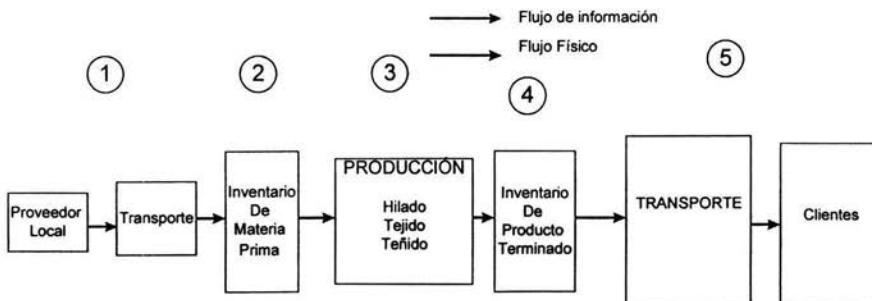 Flujo de información
Flujo Físico
1
2
3
4
5
Proveedor
Local
Transporte
Inventario
De
Materia
Prima
PRODUCCIÓN
Hilado
Tejido
Teñido
Inventario
De
Producto
Terminado
TRANSPORTE
Clientes